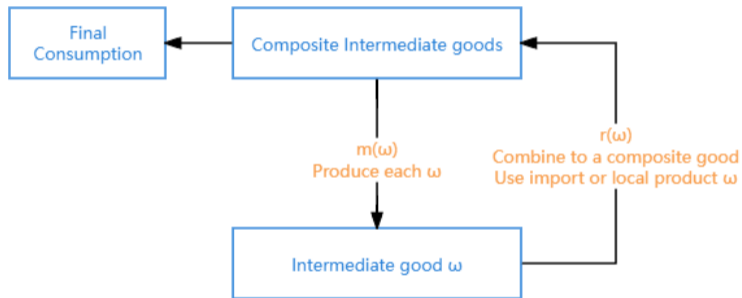 Final
Consumption
Composite Intermediate goods
m(ω)
Produce each ω
r(ω)
Combine to a composite good
Use import or local product ω
Intermediate good ω